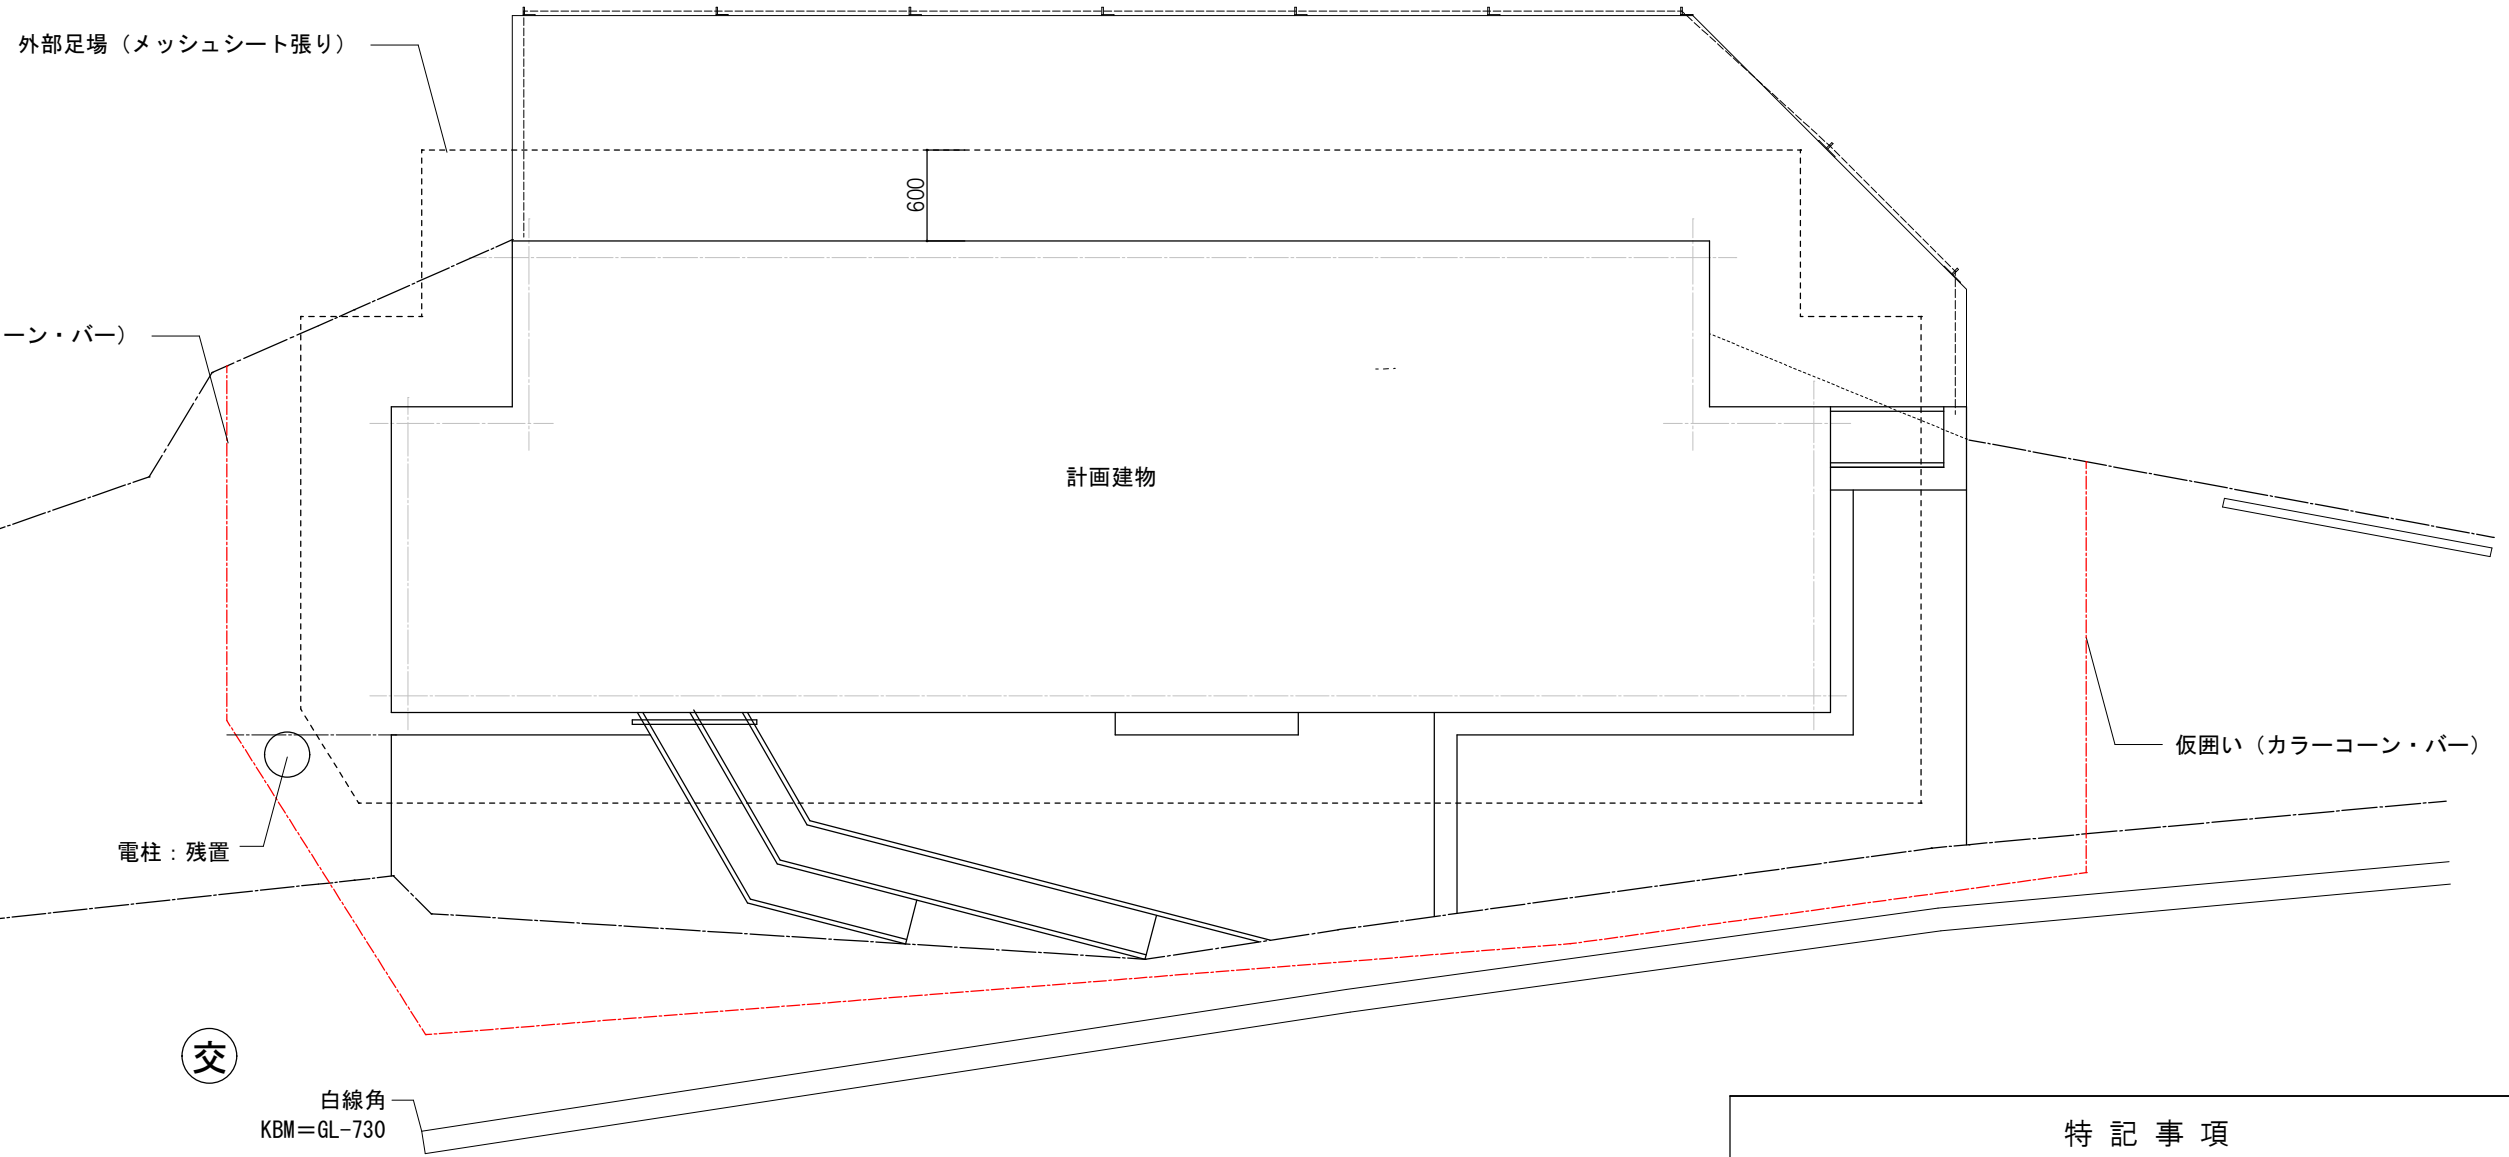 外部足場（メッシュシート張り）
600
ーン・バー）
計画建物
仮囲い（カラーコーン・バー）
電柱：残置
交
白線角
KBM＝GL-730
特記事項